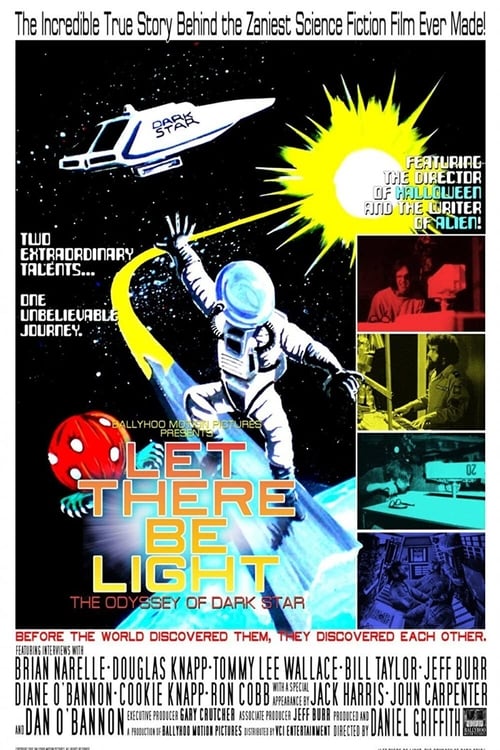 The Incredible True Story Behind the Zaniest Science Fiction Film Ever Made!
DARK
STAR
FEATURING
THE DIRECTOR
OF HALLOWEEN
AND THE WRITER
OF ALIEN!
TWO
EXTRAORDINARY
TALENTS...
ONE
UNBELIEVABLE
JOURNEY.
BALLYHOO MOTION PICTURES
PRESENTS
LET
THERE
BE
LIGHT
THE ODYSSEY OF DARK STAR
20
BEFORE THE WORLD DISCOVERED THEM, THEY DISCOVERED EACH OTHER.
FEATURING INTERVIEWS WITH
BRIAN NARELLE·DOUGLAS KNAPP·TOMMY LEE WALLACE·BILL TAYLOR·JEFF BURR
DIANE O'BANNON·COOKIE KNAPP·RON COBB WITH A SPECIAL APPEARANCE BY JACK HARRIS·JOHN CARPENTER
AND DAN O'BANNON EXECUTIVE PRODUCER GARY CRUTCHER ASSOCIATE PRODUCER JEFF BURR PRODUCED AND DIRECTED BY DANIEL GRIFFITH
A PRODUCTION OF BALLYHOO MOTION PICTURES DISTRIBUTED BY VCI ENTERTAINMENT
BALLYHOO